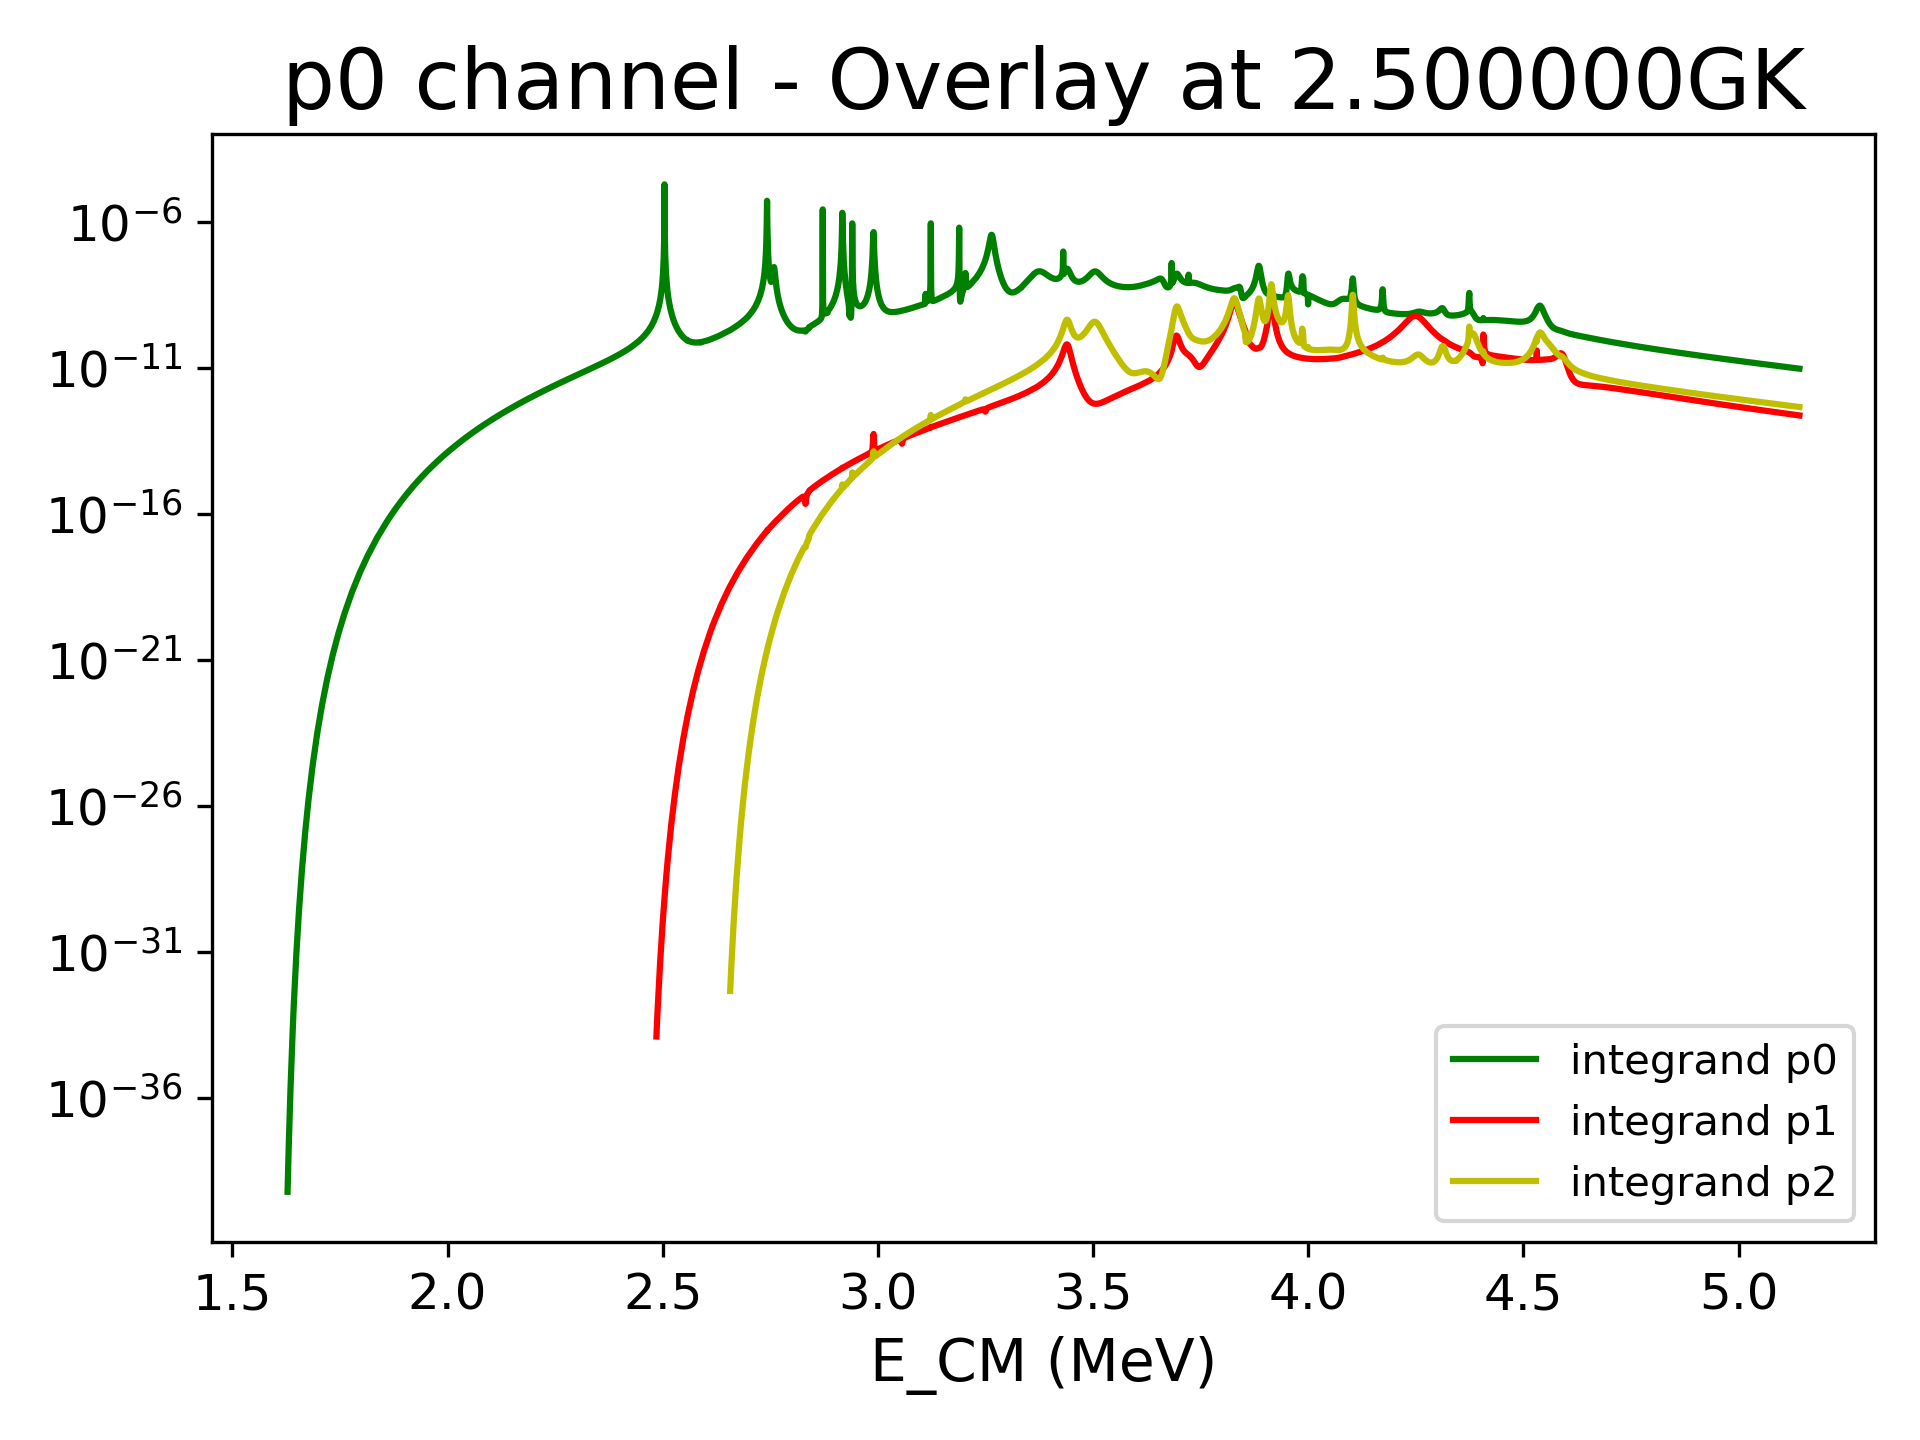 p0 channel - Overlay at 2.500000GK
10⁻⁶
10⁻¹¹
10⁻¹⁶
10⁻²¹
10⁻²⁶
10⁻³¹
10⁻³⁶
integrand p0
integrand p1
integrand p2
1.5 2.0 2.5 3.0 3.5 4.0 4.5 5.0
E_CM (MeV)